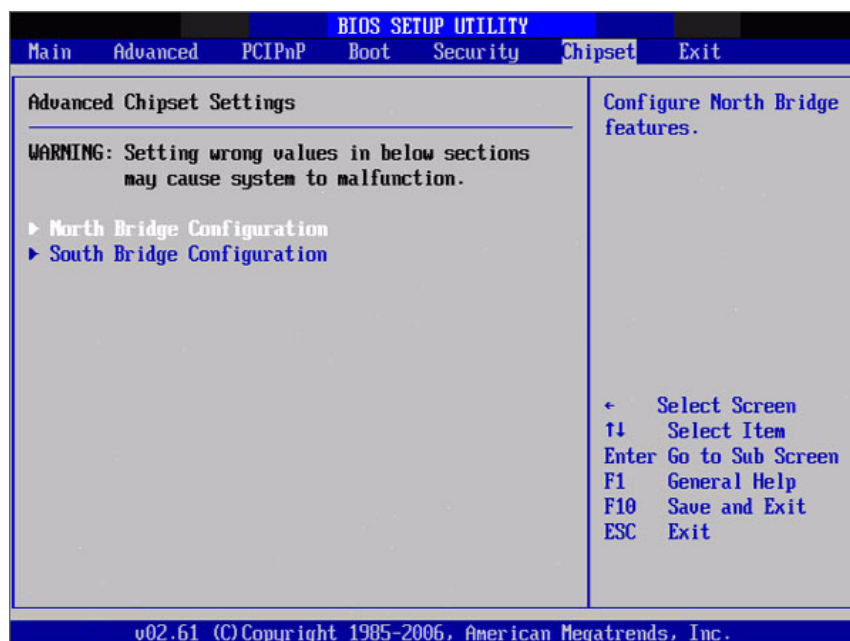 BIOS SETUP UTILITY
Main Advanced PCIPnP Boot Security Chipset Exit
Advanced Chipset Settings
WARNING: Setting wrong values in below sections
may cause system to malfunction.
▶ North Bridge Configuration
▶ South Bridge Configuration
Configure North Bridge
features.
← Select Screen
↑↓ Select Item
Enter Go to Sub Screen
F1 General Help
F10 Save and Exit
ESC Exit
v02.61 (C)Copyright 1985-2006, American Megatrends, Inc.